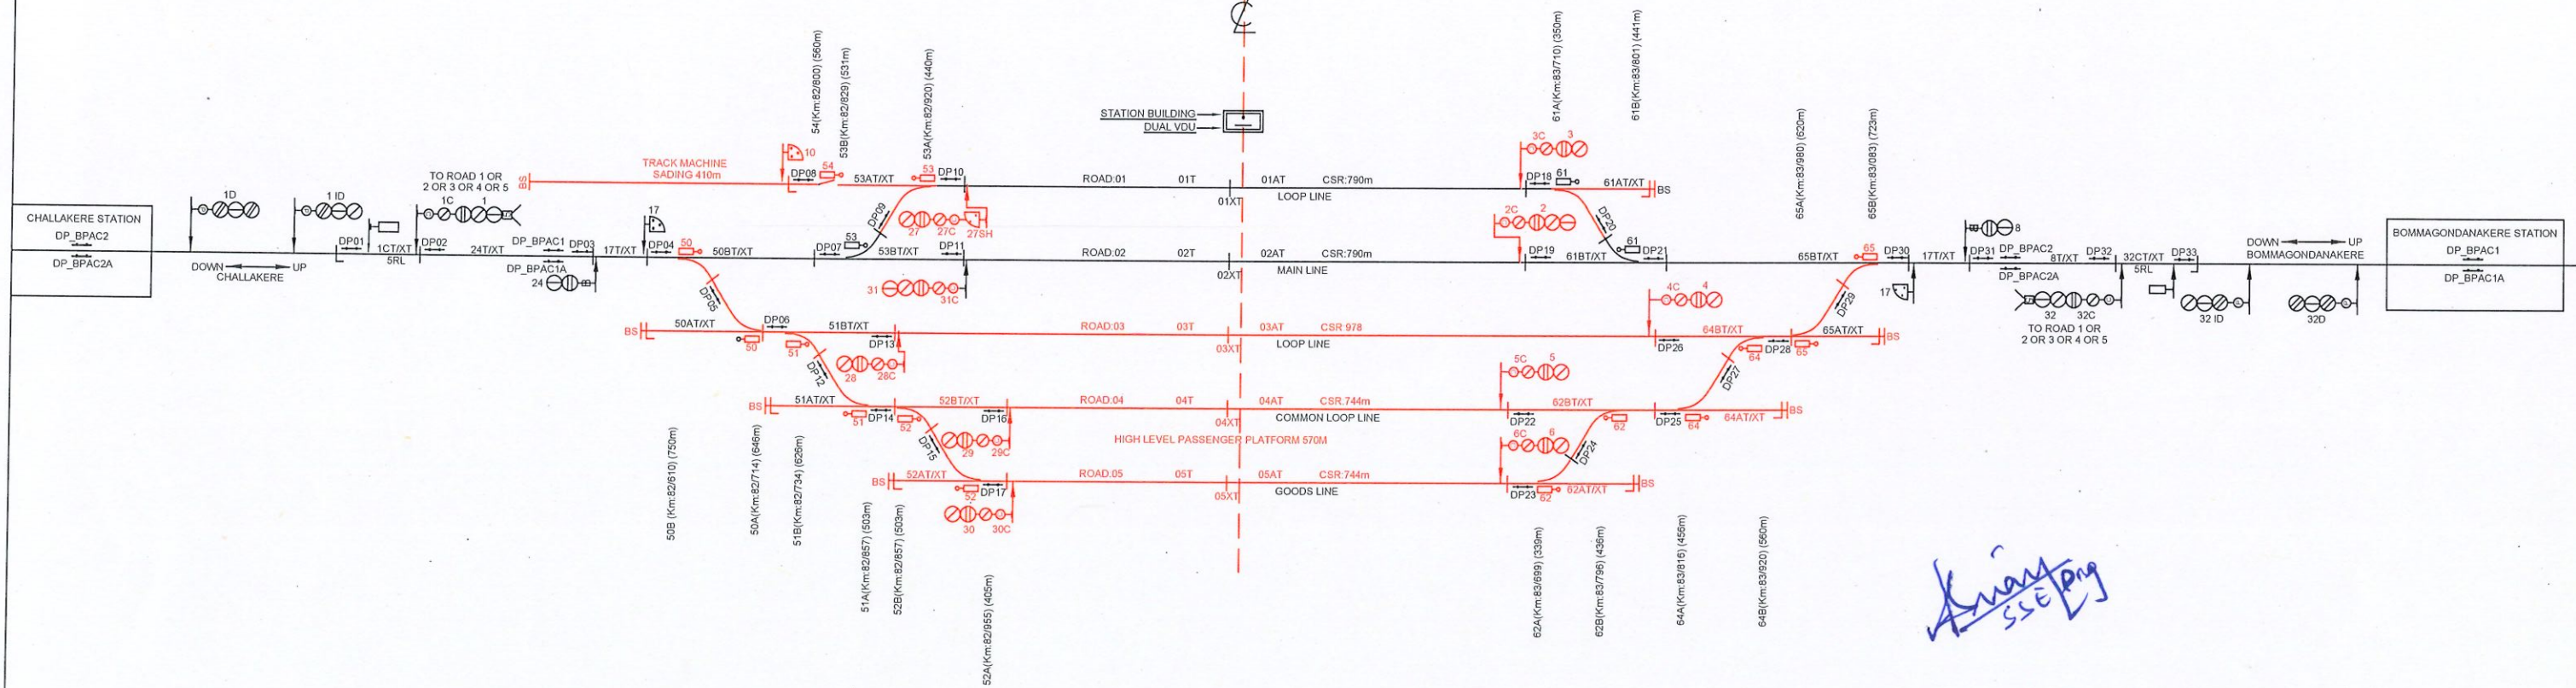 ℄
54(Km:82/800) (560m)
53B(Km:82/829) (531m)
53A(Km:82/920) (440m)
61A(Km:83/710) (350m)
61B(Km:83/801) (441m)
65A(Km:83/980) (620m)
65B(Km:83/083) (723m)
STATION BUILDING
DUAL VDU
3C 3
10
TRACK MACHINE
SADING 410m
BS
DP08
54
53AT/XT
53
DP10
ROAD:01 01T 01AT CSR:790m
01XT
LOOP LINE
DP18 61
61AT/XT
BS
TO ROAD 1 OR
2 OR 3 OR 4 OR 5
1D
1 ID
1C 1
17
DP09
27 27C 27SH
2C 2
DP20
8
CHALLAKERE STATION
DP_BPAC2
DP_BPAC2A
DOWN UP
CHALLAKERE
DP01
1CT/XT
5RL
DP02
24T/XT
DP_BPAC1
DP_BPAC1A
DP03
24
17T/XT
DP04
50
50BT/XT
DP07
53
53BT/XT
DP11
ROAD:02 02T 02AT CSR:790m
02XT
MAIN LINE
DP19
61BT/XT
61
DP21
65BT/XT
65
DP30
17T/XT
DP31
DP_BPAC2
DP_BPAC2A
8T/XT
DP32
32CT/XT
5RL
DP33
DOWN UP
BOMMAGONDANAKERE
BOMMAGONDANAKERE STATION
DP_BPAC1
DP_BPAC1A
31 31C
4C 4
17
DP05
DP29
32 32C
TO ROAD 1 OR
2 OR 3 OR 4 OR 5
32 ID
32D
BS
50AT/XT
DP06
50
51
51BT/XT
DP13
ROAD:03 03T 03AT CSR 978
03XT
LOOP LINE
DP26
64BT/XT
64
DP28
65
65AT/XT
BS
28 28C
DP12
5C 5
DP27
BS
51AT/XT
51
DP14
52
52BT/XT
DP16
ROAD.04 04T 04AT CSR:744m
04XT
COMMON LOOP LINE
DP22
62BT/XT
62
DP25
64
64AT/XT
BS
HIGH LEVEL PASSENGER PLATFORM 570M
29 29C
DP15
6C 6
DP24
BS
52AT/XT
52
DP17
ROAD.05 05T 05AT CSR:744m
05XT
GOODS LINE
DP23
62
62AT/XT
BS
30 30C
50B (Km:82/610) (750m)
50A(Km:82/714) (646m)
51B(Km:82/734) (626m)
51A(Km:82/857) (503m)
52B(Km:82/857) (503m)
52A(Km:82/955) (405m)
62A(Km:83/699) (339m)
62B(Km:83/796) (436m)
64A(Km:83/816) (456m)
64B(Km:83/920) (560m)
SSE